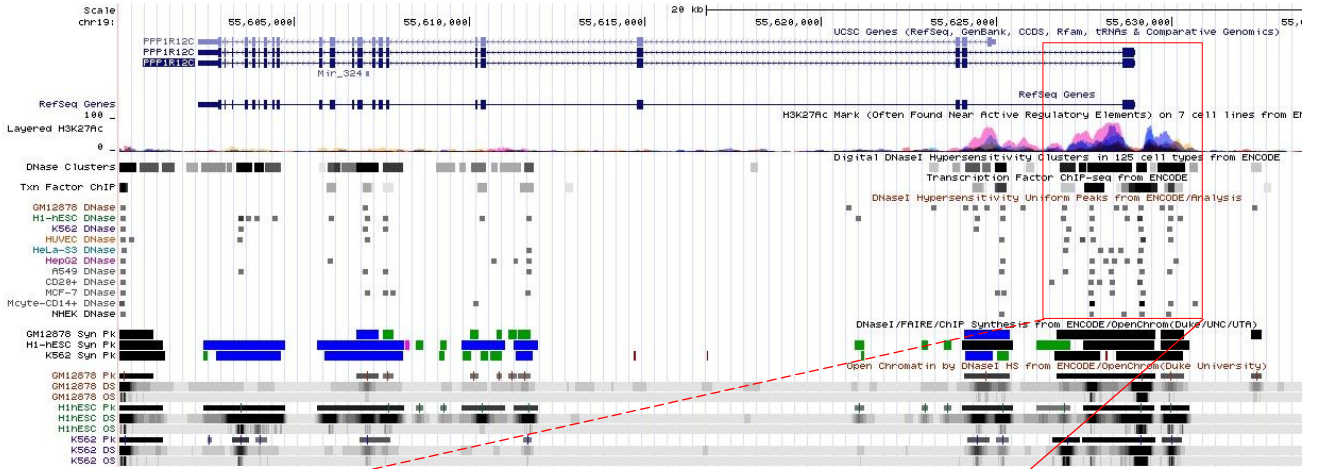 Scale 20 kb
chr19: 55,605,000 55,610,000 55,615,000 55,620,000 55,625,000 55,630,000 55,
UCSC Genes (RefSeq, GenBank, CCDS, Rfam, tRNAs & Comparative Genomics)
PPP1R12C
PPP1R12C
PPP1R12C
Mir_324
RefSeq Genes
RefSeq Genes
100 _
H3K27Ac Mark (Often Found Near Active Regulatory Elements) on 7 cell lines from
Layered H3K27Ac
0 _
Digital DNaseI Hypersensitivity Clusters in 125 cell types from ENCODE
DNase Clusters
Transcription Factor ChIP-seq from ENCODE
Txn Factor ChIP
DNaseI Hypersensitivity Uniform Peaks from ENCODE/Analysis
GM12878 DNase
H1-hESC DNase
K562 DNase
HUVEC DNase
HeLa-S3 DNase
HepG2 DNase
A549 DNase
CD20+ DNase
MCF-7 DNase
Mcyte-CD14+ DNase
NHEK DNase
DNaseI/FAIRE/ChIP Synthesis from ENCODE/OpenChrom(Duke/UNC/UTA)
GM12878 Syn Pk
H1-hESC Syn Pk
K562 Syn Pk
Open Chromatin by DNaseI HS from ENCODE/OpenChrom(Duke University)
GM12878 Pk
GM12878 DS
GM12878 OS
H1hESC Pk
H1hESC DS
H1hESC OS
K562 Pk
K562 DS
K562 OS